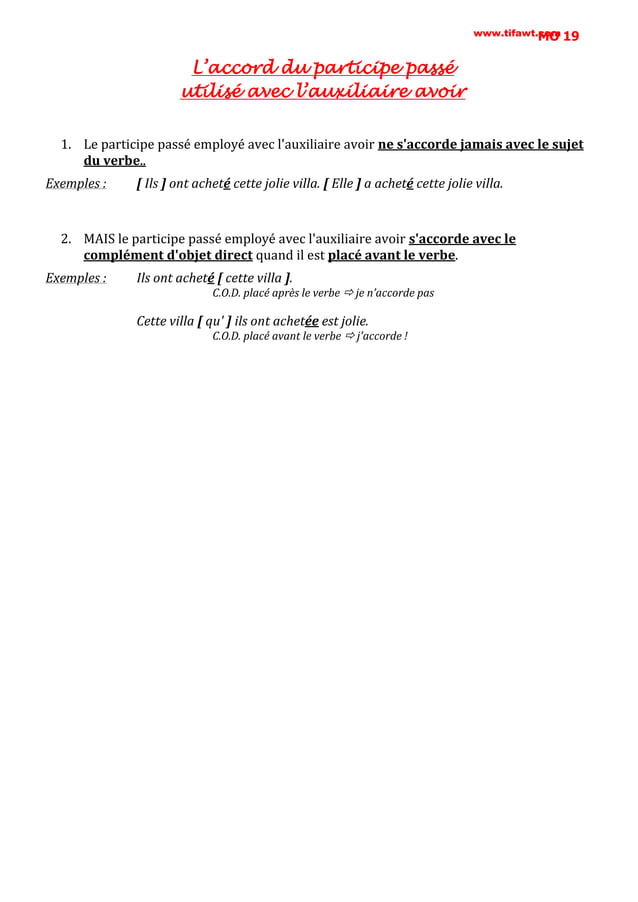 www.tifawt.com
MO 19
L'accord du participe passé
utilisé avec l'auxiliaire avoir
1. Le participe passé employé avec l'auxiliaire avoir ne s'accorde jamais avec le sujet
du verbe..
Exemples : [ Ils ] ont acheté cette jolie villa. [ Elle ] a acheté cette jolie villa.
2. MAIS le participe passé employé avec l'auxiliaire avoir s'accorde avec le
complément d'objet direct quand il est placé avant le verbe.
Exemples : Ils ont acheté [ cette villa ].
C.O.D. placé après le verbe ⇨ je n'accorde pas
Cette villa [ qu' ] ils ont achetée est jolie.
C.O.D. placé avant le verbe ⇨ j'accorde !